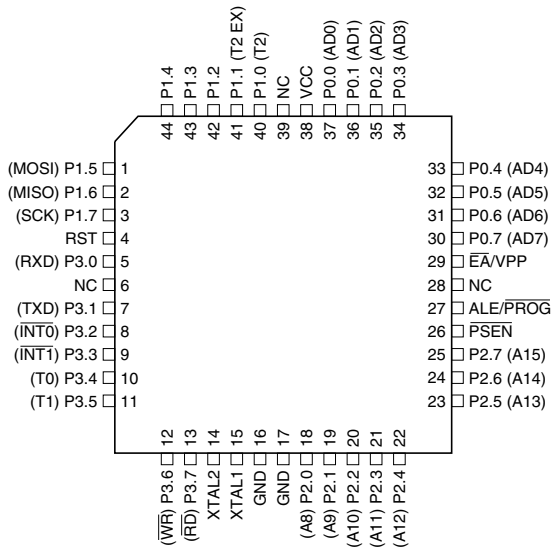 P1.4
P1.3
P1.2
P1.1 (T2 EX)
P1.0 (T2)
NC
VCC
P0.0 (AD0)
P0.1 (AD1)
P0.2 (AD2)
P0.3 (AD3)
44
43
42
41
40
39
38
37
36
35
34
(MOSI) P1.5 1
(MISO) P1.6 2
(SCK) P1.7 3
RST 4
(RXD) P3.0 5
NC 6
(TXD) P3.1 7
(INT0) P3.2 8
(INT1) P3.3 9
(T0) P3.4 10
(T1) P3.5 11
33 P0.4 (AD4)
32 P0.5 (AD5)
31 P0.6 (AD6)
30 P0.7 (AD7)
29 EA/VPP
28 NC
27 ALE/PROG
26 PSEN
25 P2.7 (A15)
24 P2.6 (A14)
23 P2.5 (A13)
12
13
14
15
16
17
18
19
20
21
22
(WR) P3.6
(RD) P3.7
XTAL2
XTAL1
GND
GND
(A8) P2.0
(A9) P2.1
(A10) P2.2
(A11) P2.3
(A12) P2.4